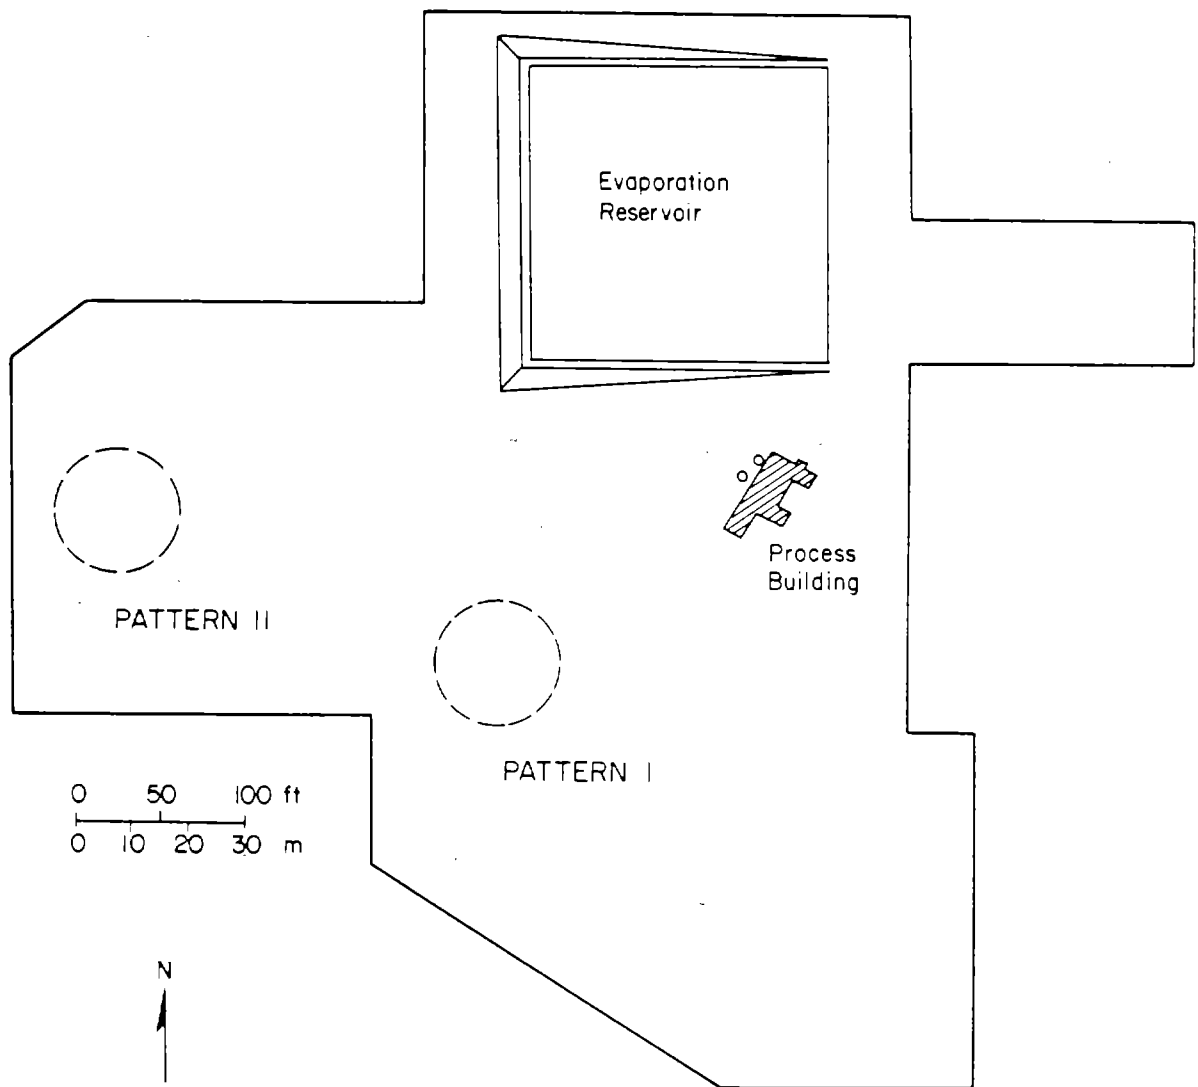 Evaporation
Reservoir
Process
Building
PATTERN II
PATTERN I
0 50 100 ft
0 10 20 30 m
N